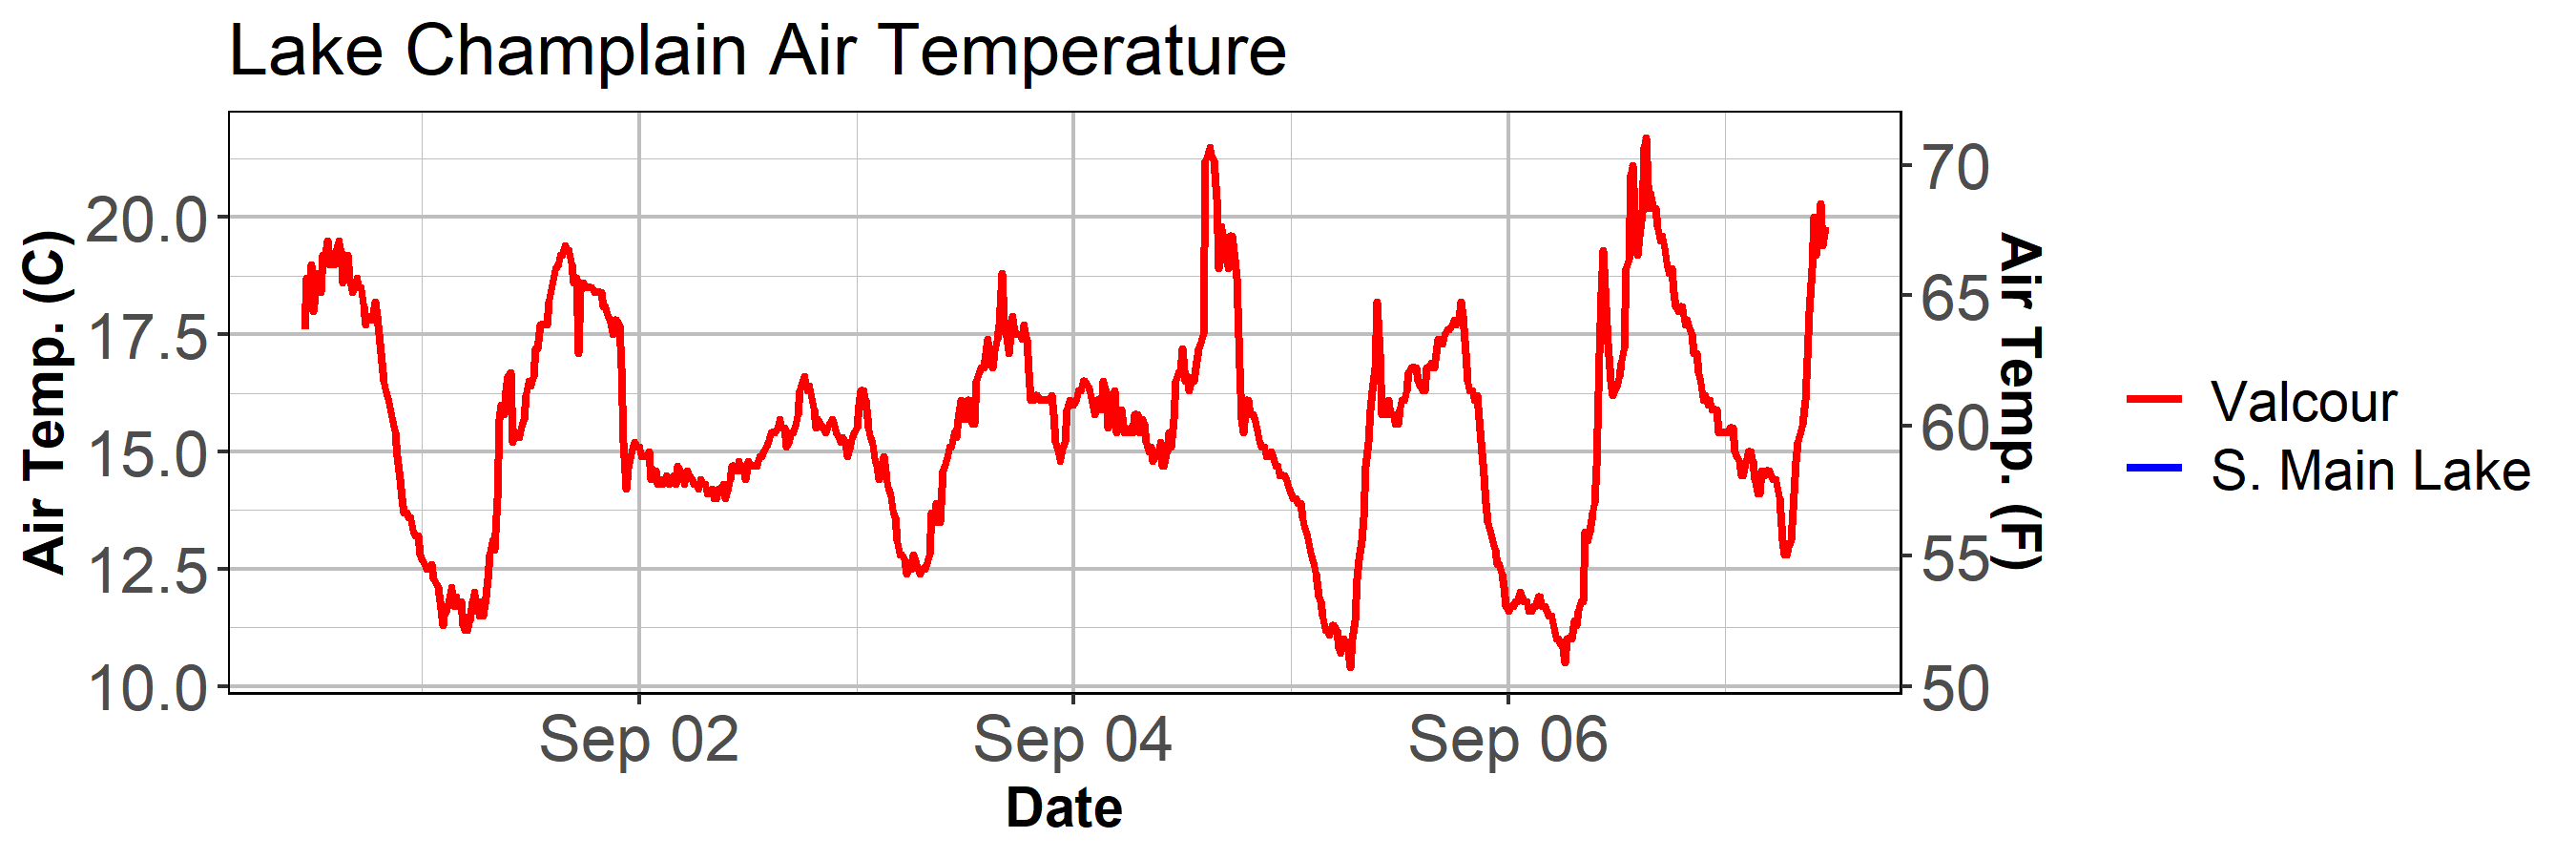 Lake Champlain Air Temperature
Air Temp. (C)
20.0
17.5
15.0
12.5
10.0
70
65
60
55
50
Air Temp. (F)
Sep 02
Sep 04
Sep 06
Date
Valcour
S. Main Lake